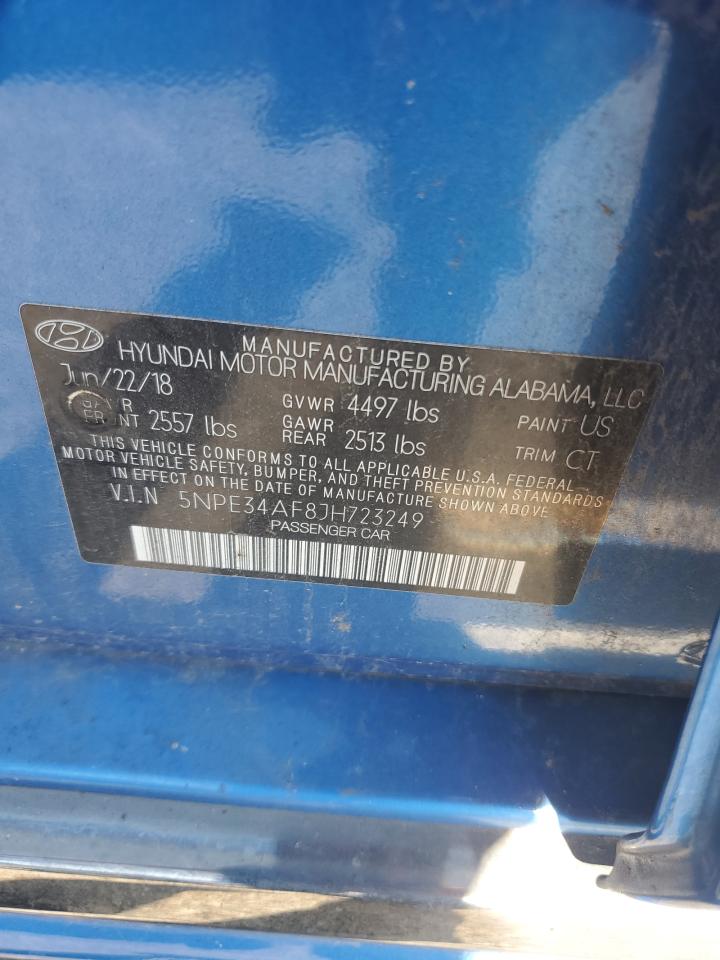 MANUFACTURED BY
HYUNDAI MOTOR MANUFACTURING ALABAMA, LLC
Jun/22/18
GAWR FRONT 2557 lbs GVWR 4497 lbs PAINT US
GAWR REAR 2513 lbs TRIM CT
THIS VEHICLE CONFORMS TO ALL APPLICABLE U.S.A. FEDERAL
MOTOR VEHICLE SAFETY, BUMPER, AND THEFT PREVENTION STANDARDS
IN EFFECT ON THE DATE OF MANUFACTURE SHOWN ABOVE.
V.I.N 5NPE34AF8JH723249
PASSENGER CAR